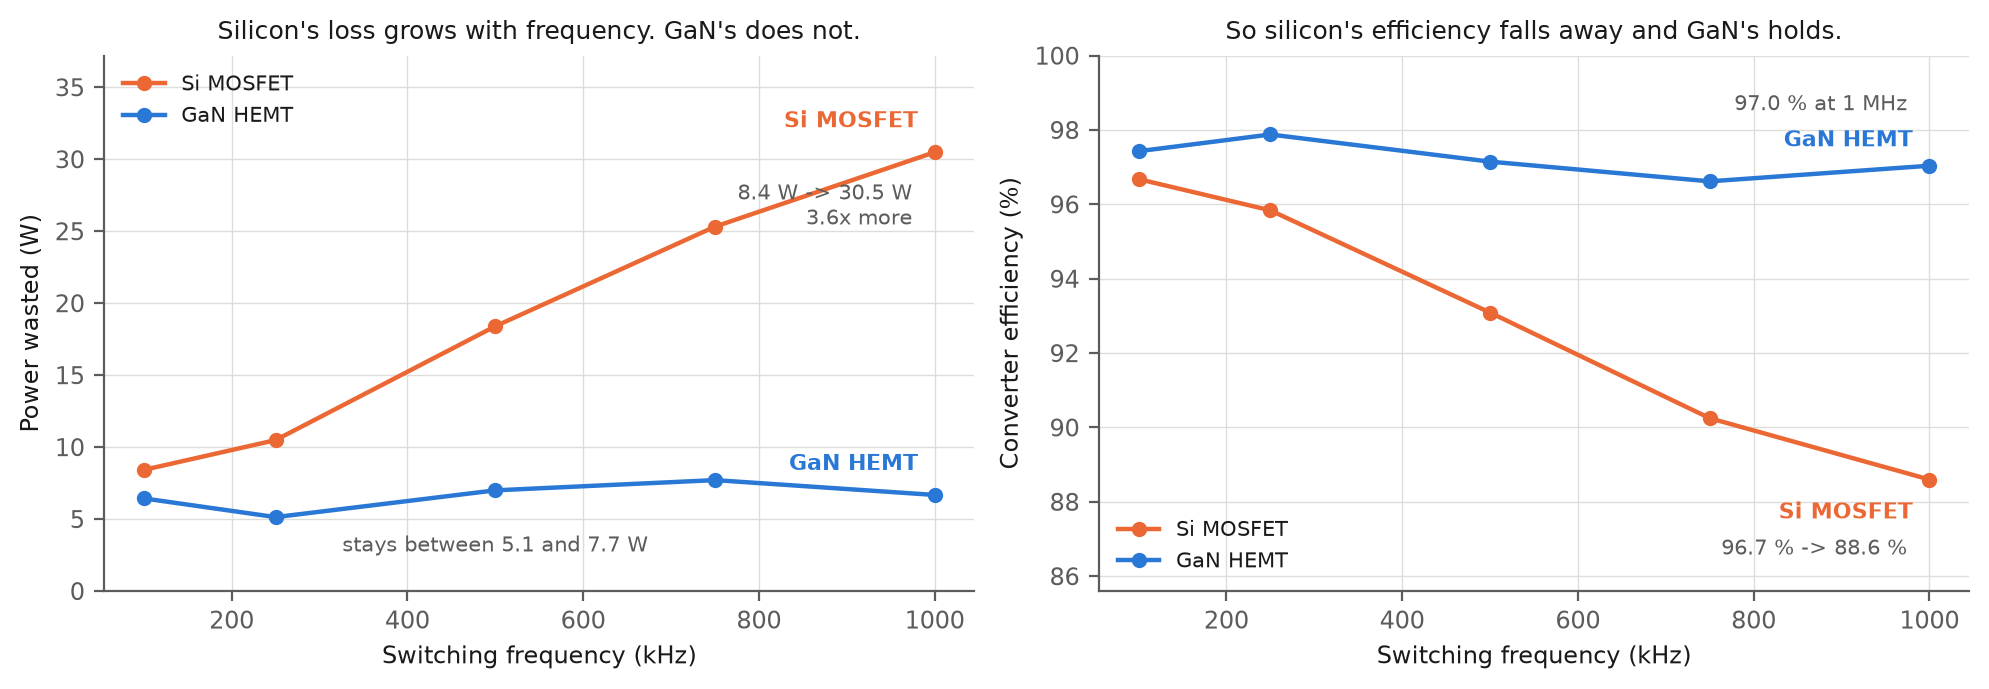 Silicon's loss grows with frequency. GaN's does not.
Si MOSFET
GaN HEMT
Si MOSFET
8.4 W -> 30.5 W
3.6x more
GaN HEMT
stays between 5.1 and 7.7 W
Power wasted (W)
35
30
25
20
15
10
5
0
200 400 600 800 1000
Switching frequency (kHz)
So silicon's efficiency falls away and GaN's holds.
97.0 % at 1 MHz
GaN HEMT
Si MOSFET
96.7 % -> 88.6 %
Si MOSFET
GaN HEMT
Converter efficiency (%)
100
98
96
94
92
90
88
86
200 400 600 800 1000
Switching frequency (kHz)